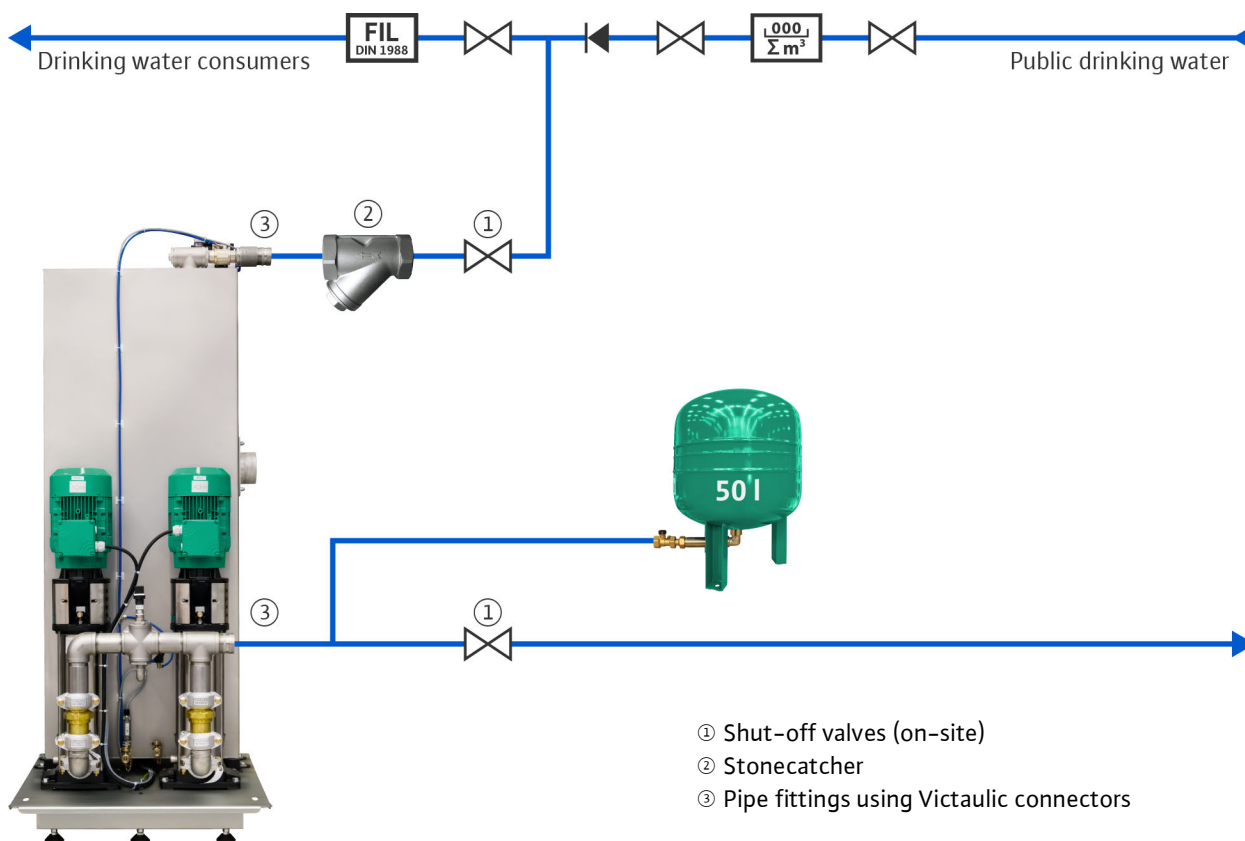 FIL
DIN 1988
000
Σ m³
Drinking water consumers
Public drinking water
③
②
①
50 l
③
①
① Shut-off valves (on-site)
② Stonecatcher
③ Pipe fittings using Victaulic connectors